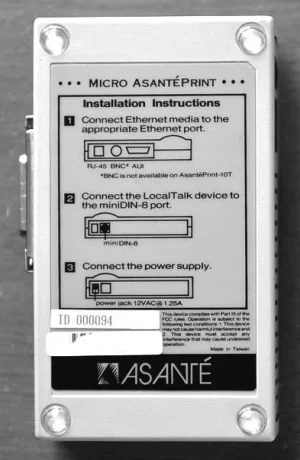 ••• MICRO ASANTÉPRINT •••
Installation Instructions
1 Connect Ethernet media to the
appropriate Ethernet port.
RJ-45 BNC* AUI
*BNC is not available on AsantéPrint-10T
2 Connect the LocalTalk device to
the miniDIN-8 port.
miniDIN-8
3 Connect the power supply.
power jack 12VAC@ 1.25A
ID 000094
This device complies with Part 15 of the
FCC rules. Operation is subject to the
following two conditions: 1. This device
may not cause harmful interference and
2. This device must accept any
interference that may cause undesired
operation.
Made in Taiwan
ASANTÉ